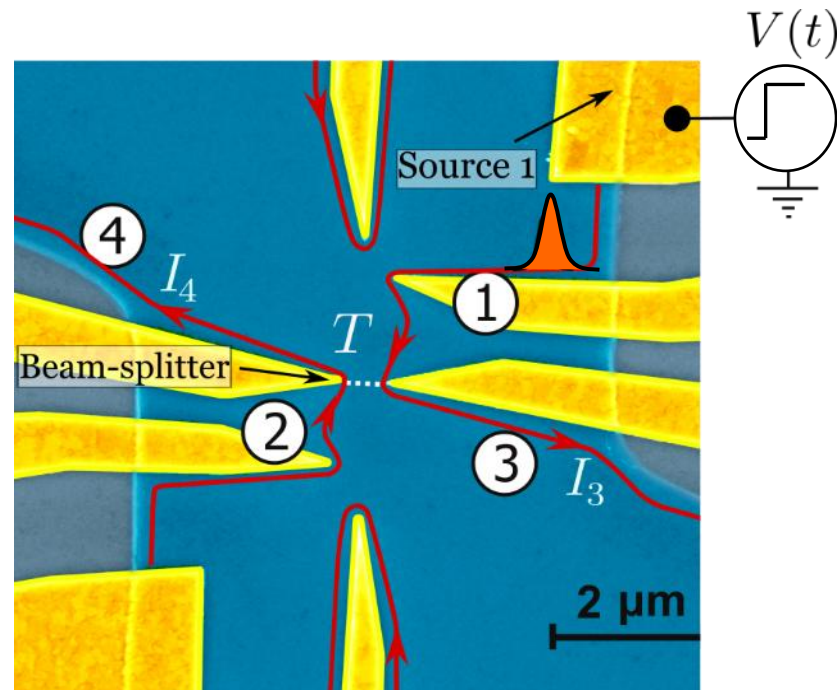 V(t)
Source 1
4
I₄
1
T
Beam-splitter
2
3
I₃
2 μm